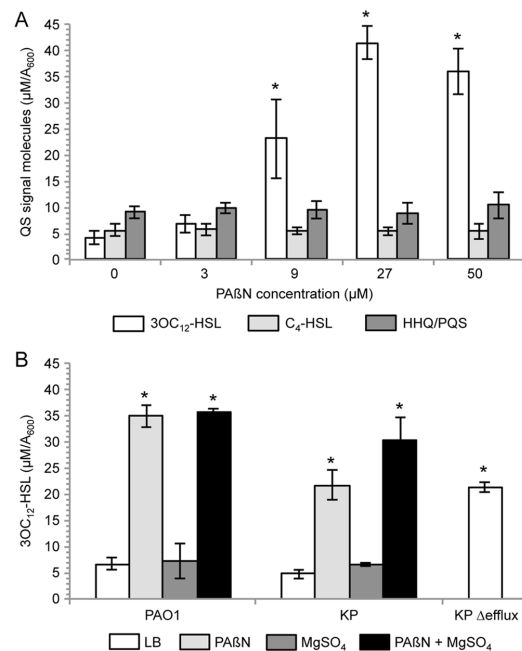 A
QS signal molecules (µM/A600)
50
45
40
35
30
25
20
15
10
5
0
* * *
0 3 9 27 50
PAßN concentration (µM)
3OC12-HSL C4-HSL HHQ/PQS
B
3OC12-HSL (µM/A600)
45
40
35
30
25
20
15
10
5
0
* * * * *
PAO1 KP KP Δefflux
LB PAßN MgSO4 PAßN + MgSO4